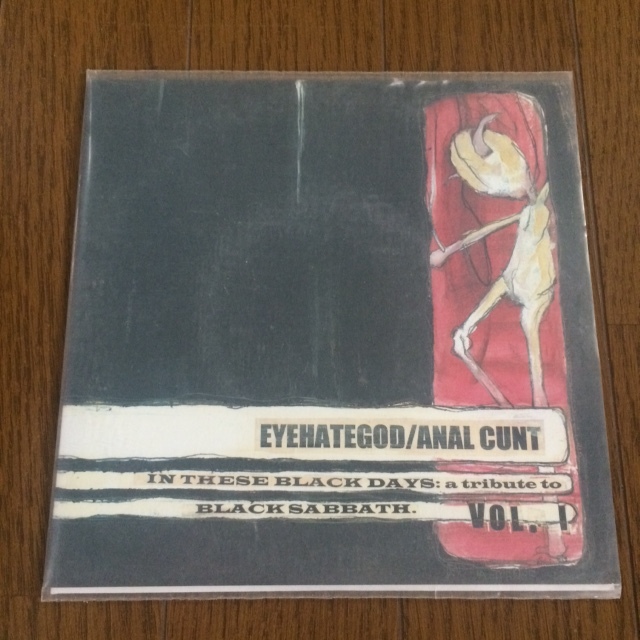 EYEHATEGOD/ANAL CUNT
IN THESE BLACK DAYS: a tribute to
BLACK SABBATH.
VOL. I